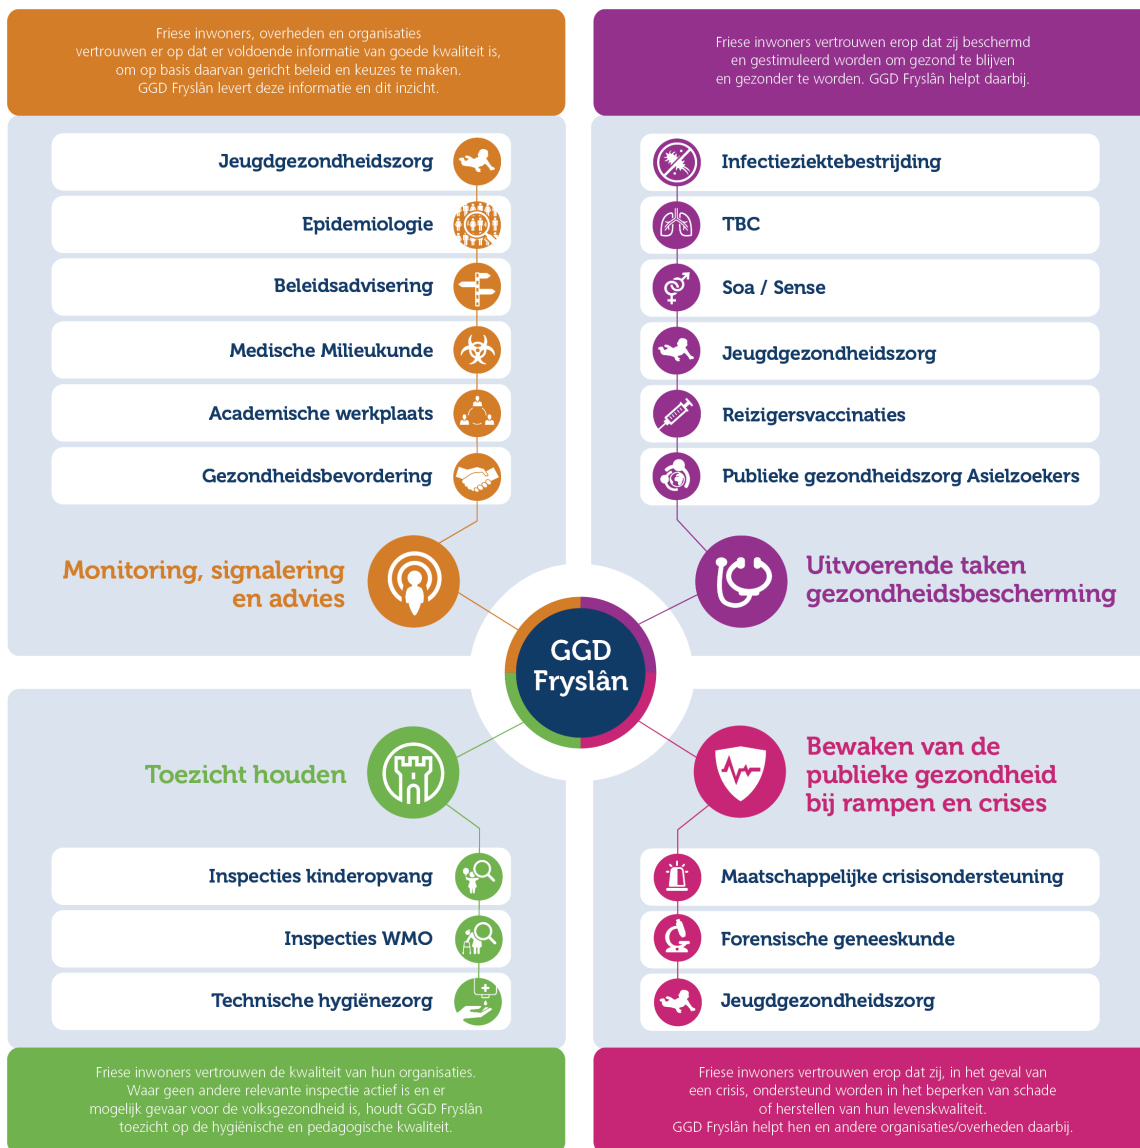 Friese inwoners, overheden en organisaties
vertrouwen er op dat er voldoende informatie van goede kwaliteit is,
om op basis daarvan gericht beleid en keuzes te maken.
GGD Fryslân levert deze informatie en dit inzicht.
Jeugdgezondheidszorg
Epidemiologie
Beleidsadvisering
Medische Milieukunde
Academische werkplaats
Gezondheidsbevordering
Monitoring, signalering
en advies
Friese inwoners vertrouwen erop dat zij beschermd
en gestimuleerd worden om gezond te blijven
en gezonder te worden. GGD Fryslân helpt daarbij.
Infectieziektebestrijding
TBC
Soa / Sense
Jeugdgezondheidszorg
Reizigersvaccinaties
Publieke gezondheidszorg Asielzoekers
Uitvoerende taken
gezondheidsbescherming
GGD
Fryslân
Toezicht houden
Inspecties kinderopvang
Inspecties WMO
Technische hygiënezorg
Friese inwoners vertrouwen de kwaliteit van hun organisaties.
Waar geen andere relevante inspectie actief is en er
mogelijk gevaar voor de volksgezondheid is, houdt GGD Fryslân
toezicht op de hygiënische en pedagogische kwaliteit.
Bewaken van de
publieke gezondheid
bij rampen en crises
Maatschappelijke crisisondersteuning
Forensische geneeskunde
Jeugdgezondheidszorg
Friese inwoners vertrouwen erop dat zij, in het geval van
een crisis, ondersteund worden in het beperken van schade
of herstellen van hun levenskwaliteit.
GGD Fryslân helpt hen en andere organisaties/overheden daarbij.